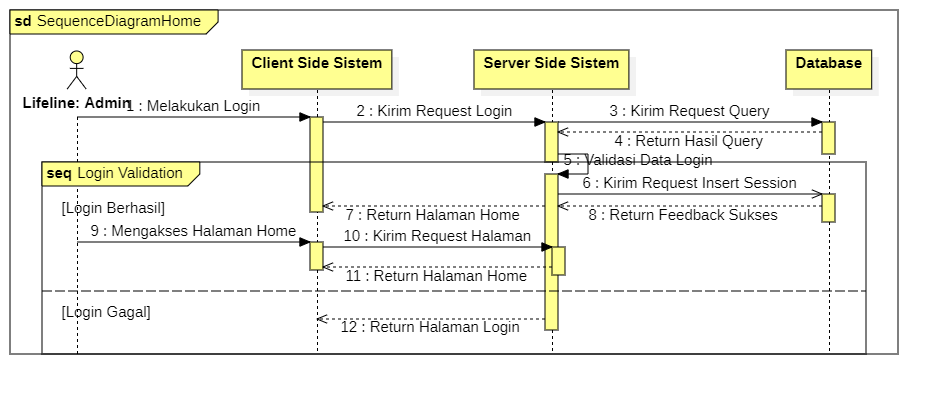 sd SequenceDiagramHome
Client Side Sistem
Server Side Sistem
Database
Lifeline: Admin
1 : Melakukan Login
2 : Kirim Request Login
3 : Kirim Request Query
4 : Return Hasil Query
5 : Validasi Data Login
seq Login Validation
6 : Kirim Request Insert Session
[Login Berhasil]
7 : Return Halaman Home
8 : Return Feedback Sukses
9 : Mengakses Halaman Home
10 : Kirim Request Halaman
11 : Return Halaman Home
[Login Gagal]
12 : Return Halaman Login